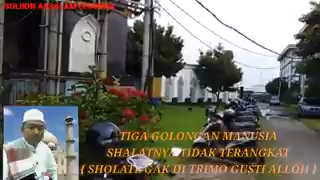 TIGA GOLONGAN MANUSIA
SHALATNYA TIDAK TERANGKAT
{ SHOLATE GAK DI TRIMO GUSTI ALLOH }